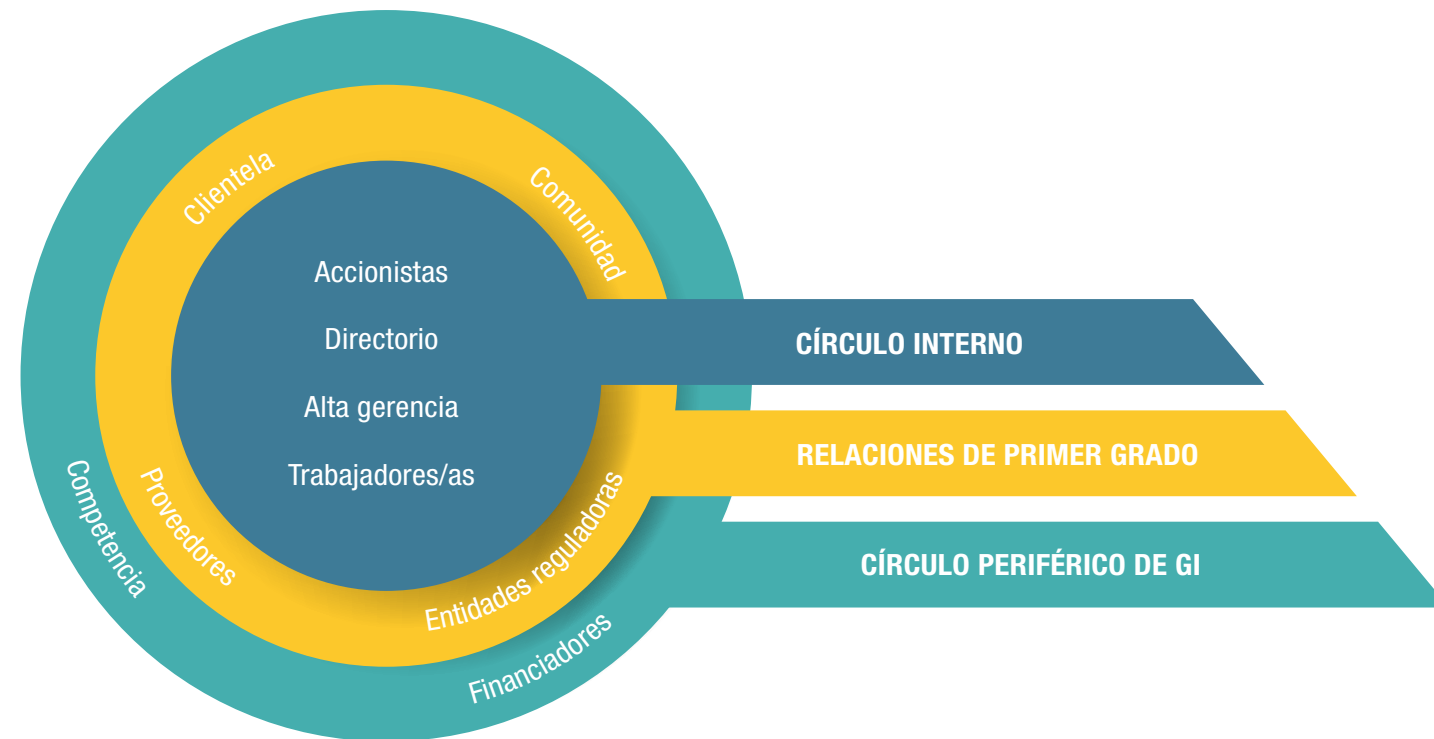 Clientela
Comunidad
Accionistas
Directorio
Alta gerencia
Trabajadores/as
Proveedores
Entidades reguladoras
Competencia
Financiadores
CÍRCULO INTERNO
RELACIONES DE PRIMER GRADO
CÍRCULO PERIFÉRICO DE GI